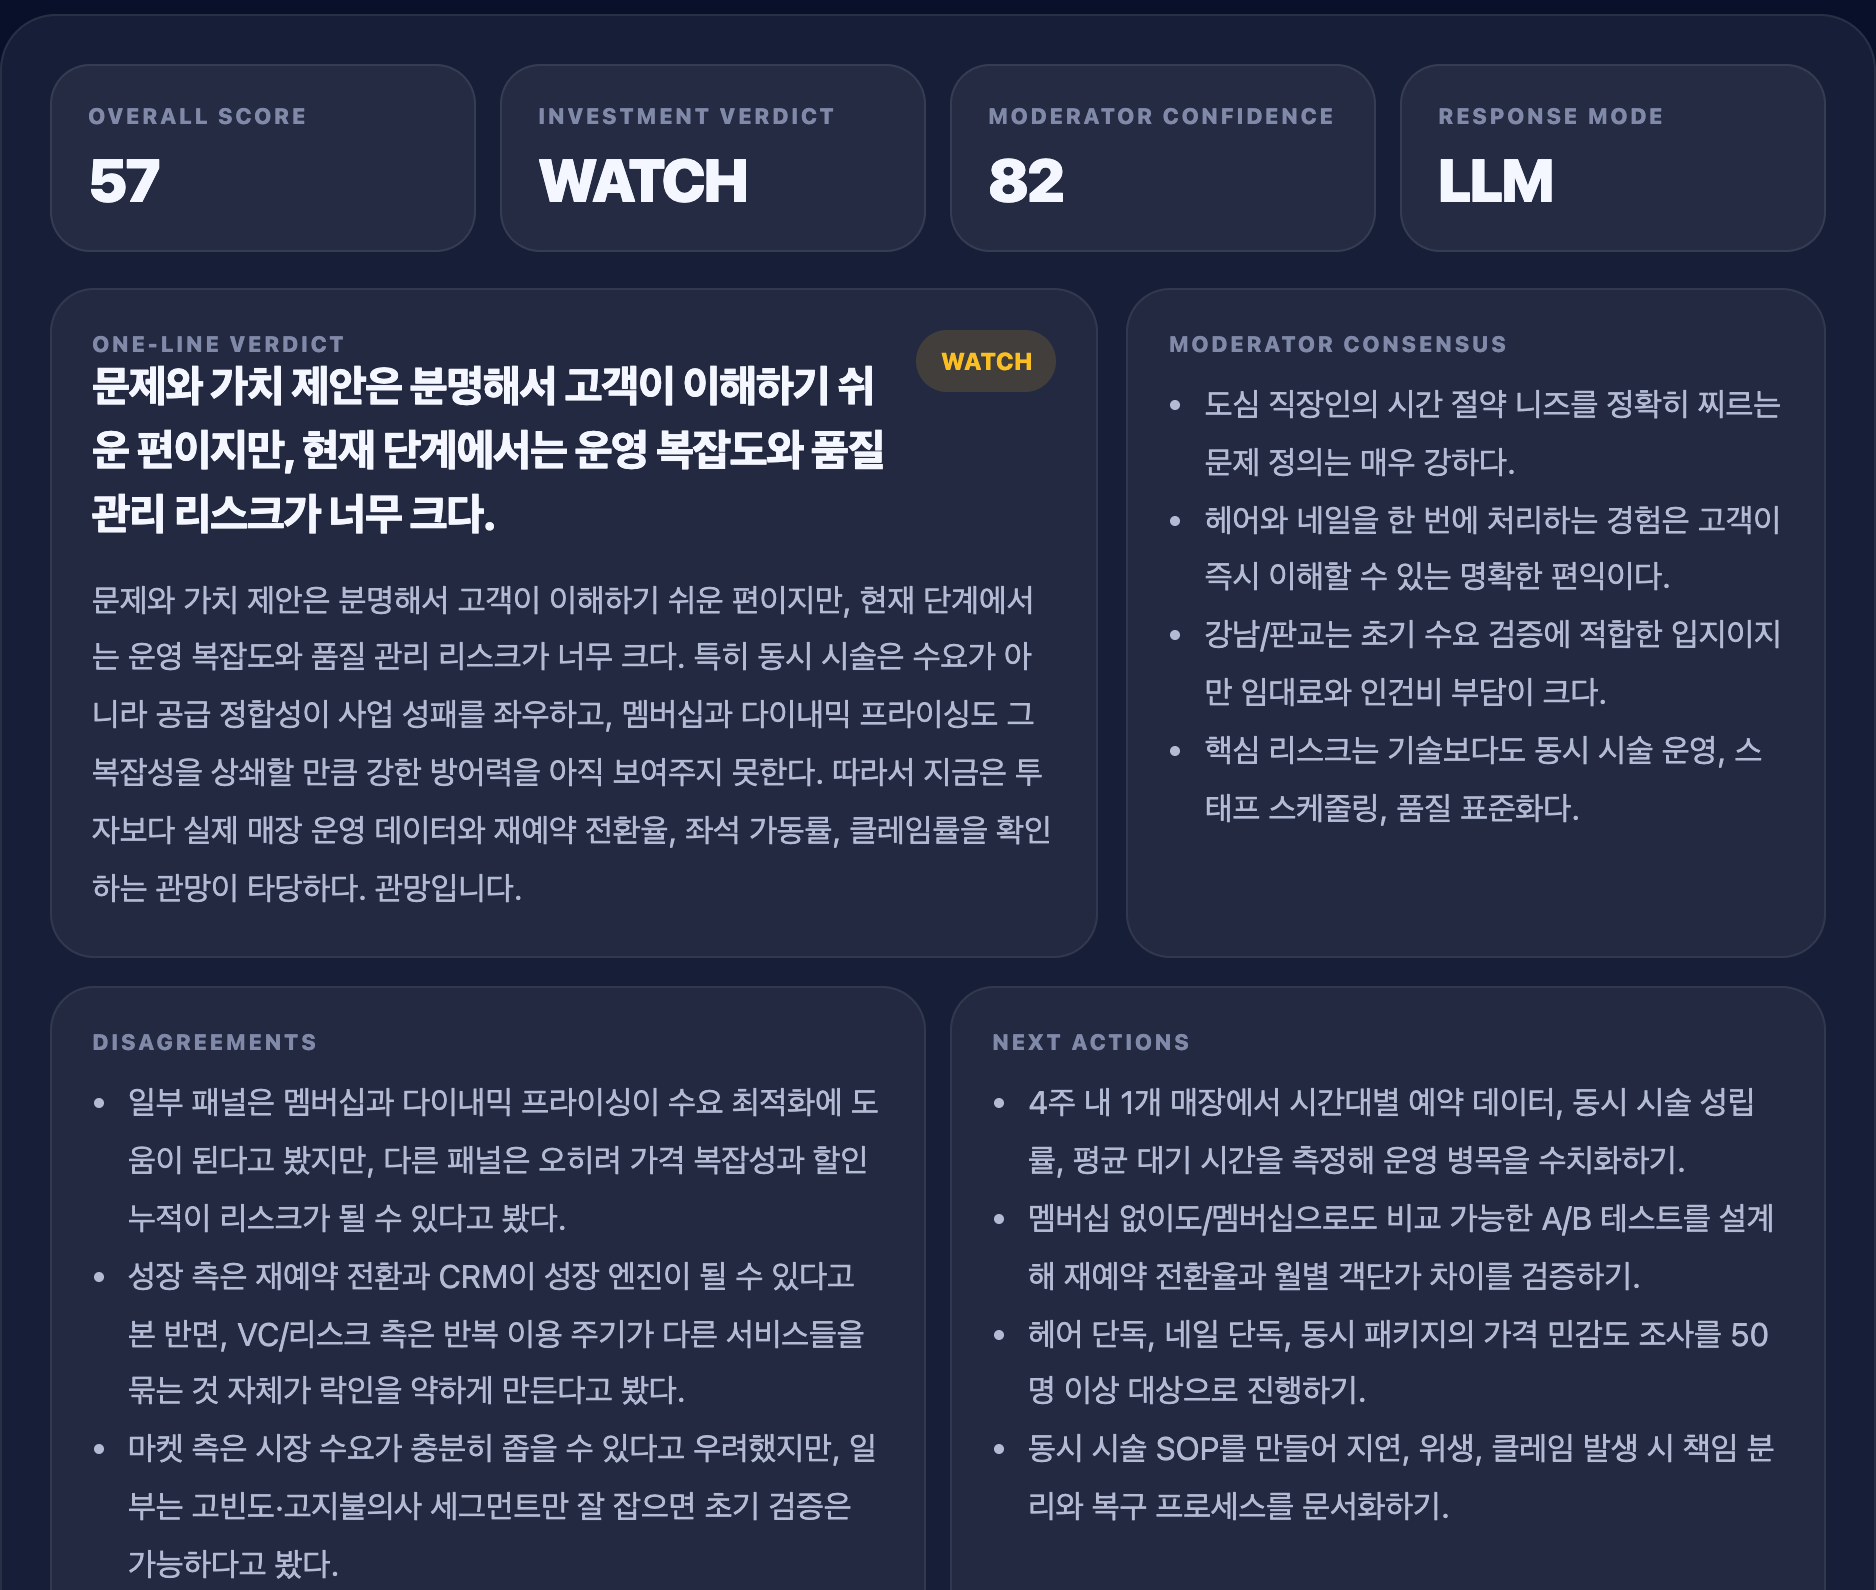 OVERALL SCORE
57
INVESTMENT VERDICT
WATCH
MODERATOR CONFIDENCE
82
RESPONSE MODE
LLM
ONE-LINE VERDICT
문제와 가치 제안은 분명해서 고객이 이해하기 쉬
운 편이지만, 현재 단계에서는 운영 복잡도와 품질
관리 리스크가 너무 크다.
WATCH
문제와 가치 제안은 분명해서 고객이 이해하기 쉬운 편이지만, 현재 단계에서
는 운영 복잡도와 품질 관리 리스크가 너무 크다. 특히 동시 시술은 수요가 아
니라 공급 정합성이 사업 성패를 좌우하고, 멤버십과 다이내믹 프라이싱도 그
복잡성을 상쇄할 만큼 강한 방어력을 아직 보여주지 못한다. 따라서 지금은 투
자보다 실제 매장 운영 데이터와 재예약 전환율, 좌석 가동률, 클레임률을 확인
하는 관망이 타당하다. 관망입니다.
MODERATOR CONSENSUS
• 도심 직장인의 시간 절약 니즈를 정확히 찌르는
문제 정의는 매우 강하다.
• 헤어와 네일을 한 번에 처리하는 경험은 고객이
즉시 이해할 수 있는 명확한 편익이다.
• 강남/판교는 초기 수요 검증에 적합한 입지이지
만 임대료와 인건비 부담이 크다.
• 핵심 리스크는 기술보다도 동시 시술 운영, 스
태프 스케줄링, 품질 표준화다.
DISAGREEMENTS
• 일부 패널은 멤버십과 다이내믹 프라이싱이 수요 최적화에 도
움이 된다고 봤지만, 다른 패널은 오히려 가격 복잡성과 할인
누적이 리스크가 될 수 있다고 봤다.
• 성장 측은 재예약 전환과 CRM이 성장 엔진이 될 수 있다고
본 반면, VC/리스크 측은 반복 이용 주기가 다른 서비스들을
묶는 것 자체가 락인을 약하게 만든다고 봤다.
• 마켓 측은 시장 수요가 충분히 좁을 수 있다고 우려했지만, 일
부는 고빈도·고지불의사 세그먼트만 잘 잡으면 초기 검증은
가능하다고 봤다.
NEXT ACTIONS
• 4주 내 1개 매장에서 시간대별 예약 데이터, 동시 시술 성립
률, 평균 대기 시간을 측정해 운영 병목을 수치화하기.
• 멤버십 없이도/멤버십으로도 비교 가능한 A/B 테스트를 설계
해 재예약 전환율과 월별 객단가 차이를 검증하기.
• 헤어 단독, 네일 단독, 동시 패키지의 가격 민감도 조사를 50
명 이상 대상으로 진행하기.
• 동시 시술 SOP를 만들어 지연, 위생, 클레임 발생 시 책임 분
리와 복구 프로세스를 문서화하기.